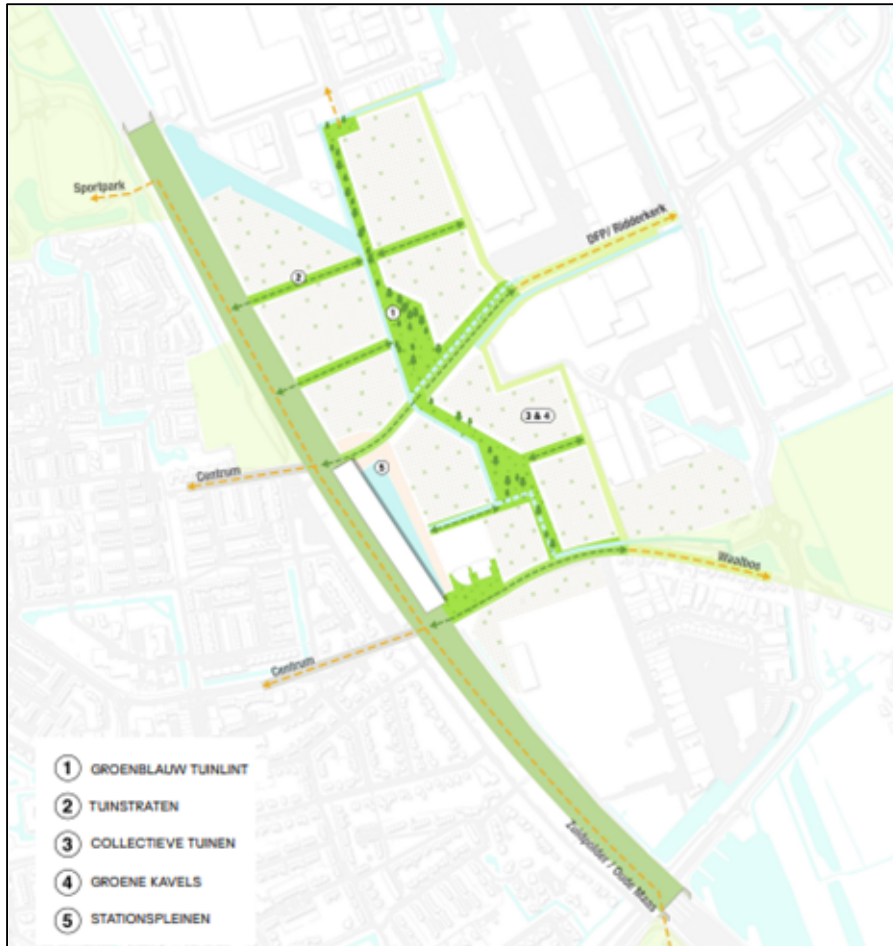 Sportpark
DFP/ Ridderkerk
2
1
3 & 4
5
Centrum
Waalbos
Centrum
Zuidpolder / Oude Maas
1 GROENBLAUW TUINLINT
2 TUINSTRATEN
3 COLLECTIEVE TUINEN
4 GROENE KAVELS
5 STATIONSPLEINEN